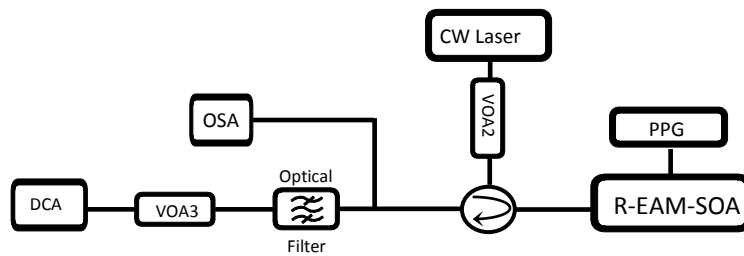 CW Laser
VOA2
OSA
PPG
Optical
DCA
VOA3
R-EAM-SOA
Filter